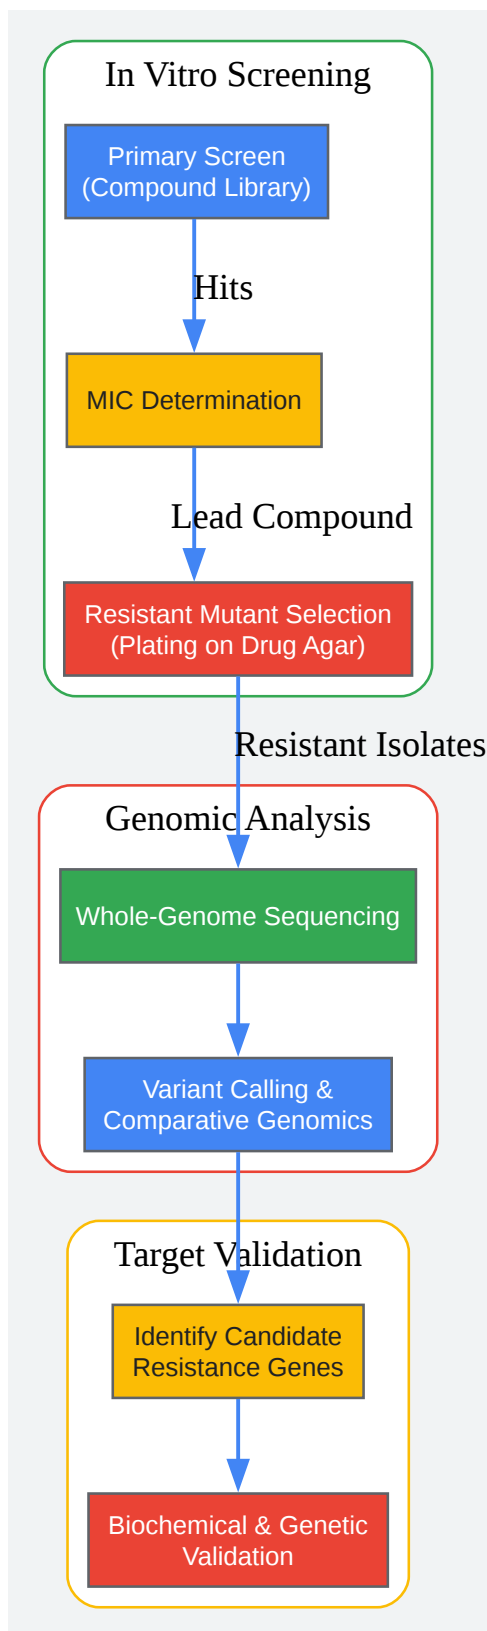 In Vitro Screening
Primary Screen
(Compound Library)
Hits
MIC Determination
Lead Compound
Resistant Mutant Selection
(Plating on Drug Agar)
Resistant Isolates
Genomic Analysis
Whole-Genome Sequencing
Variant Calling &
Comparative Genomics
Target Validation
Identify Candidate
Resistance Genes
Biochemical & Genetic
Validation